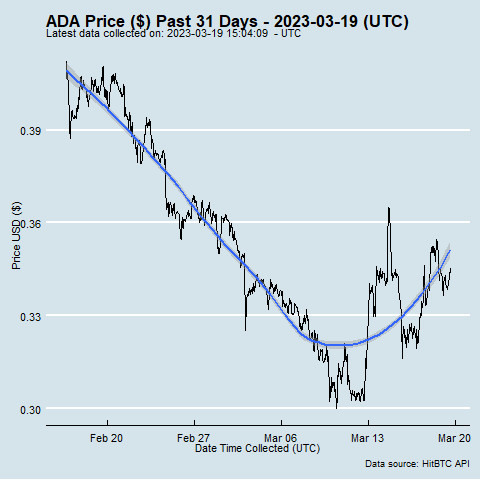 ADA Price ($) Past 31 Days - 2023-03-19 (UTC)
Latest data collected on: 2023-03-19 15:04:09 - UTC
Price USD ($)
0.39
0.36
0.33
0.30
Feb 20
Feb 27
Mar 06
Mar 13
Mar 20
Date Time Collected (UTC)
Data source: HitBTC API